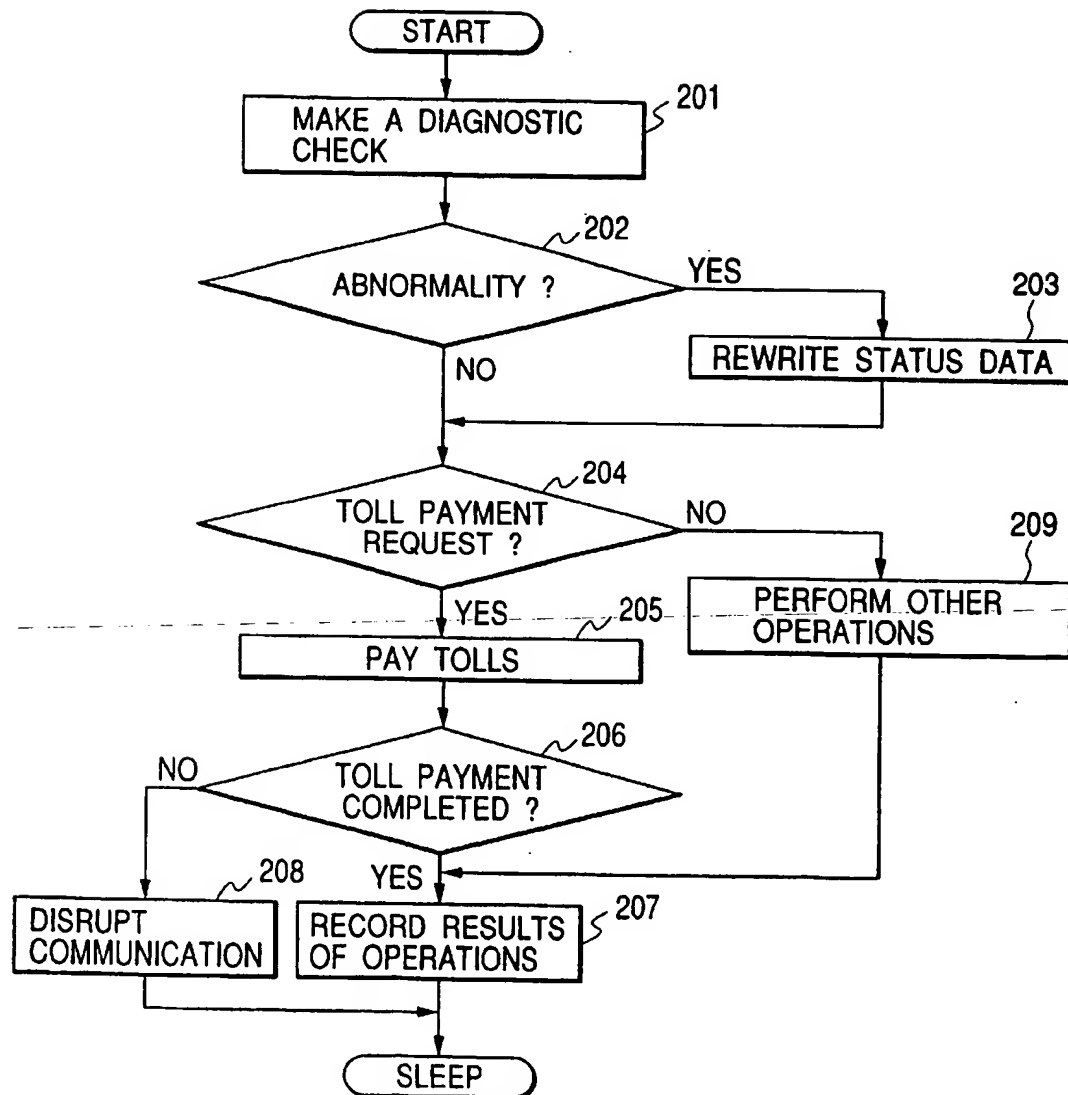 START
201
MAKE A DIAGNOSTIC
CHECK
202
ABNORMALITY ?
YES
203
REWRITE STATUS DATA
NO
204
TOLL PAYMENT
REQUEST ?
NO
209
PERFORM OTHER
OPERATIONS
YES
205
PAY TOLLS
206
NO
TOLL PAYMENT
COMPLETED ?
YES
208
DISRUPT
COMMUNICATION
207
RECORD RESULTS
OF OPERATIONS
SLEEP